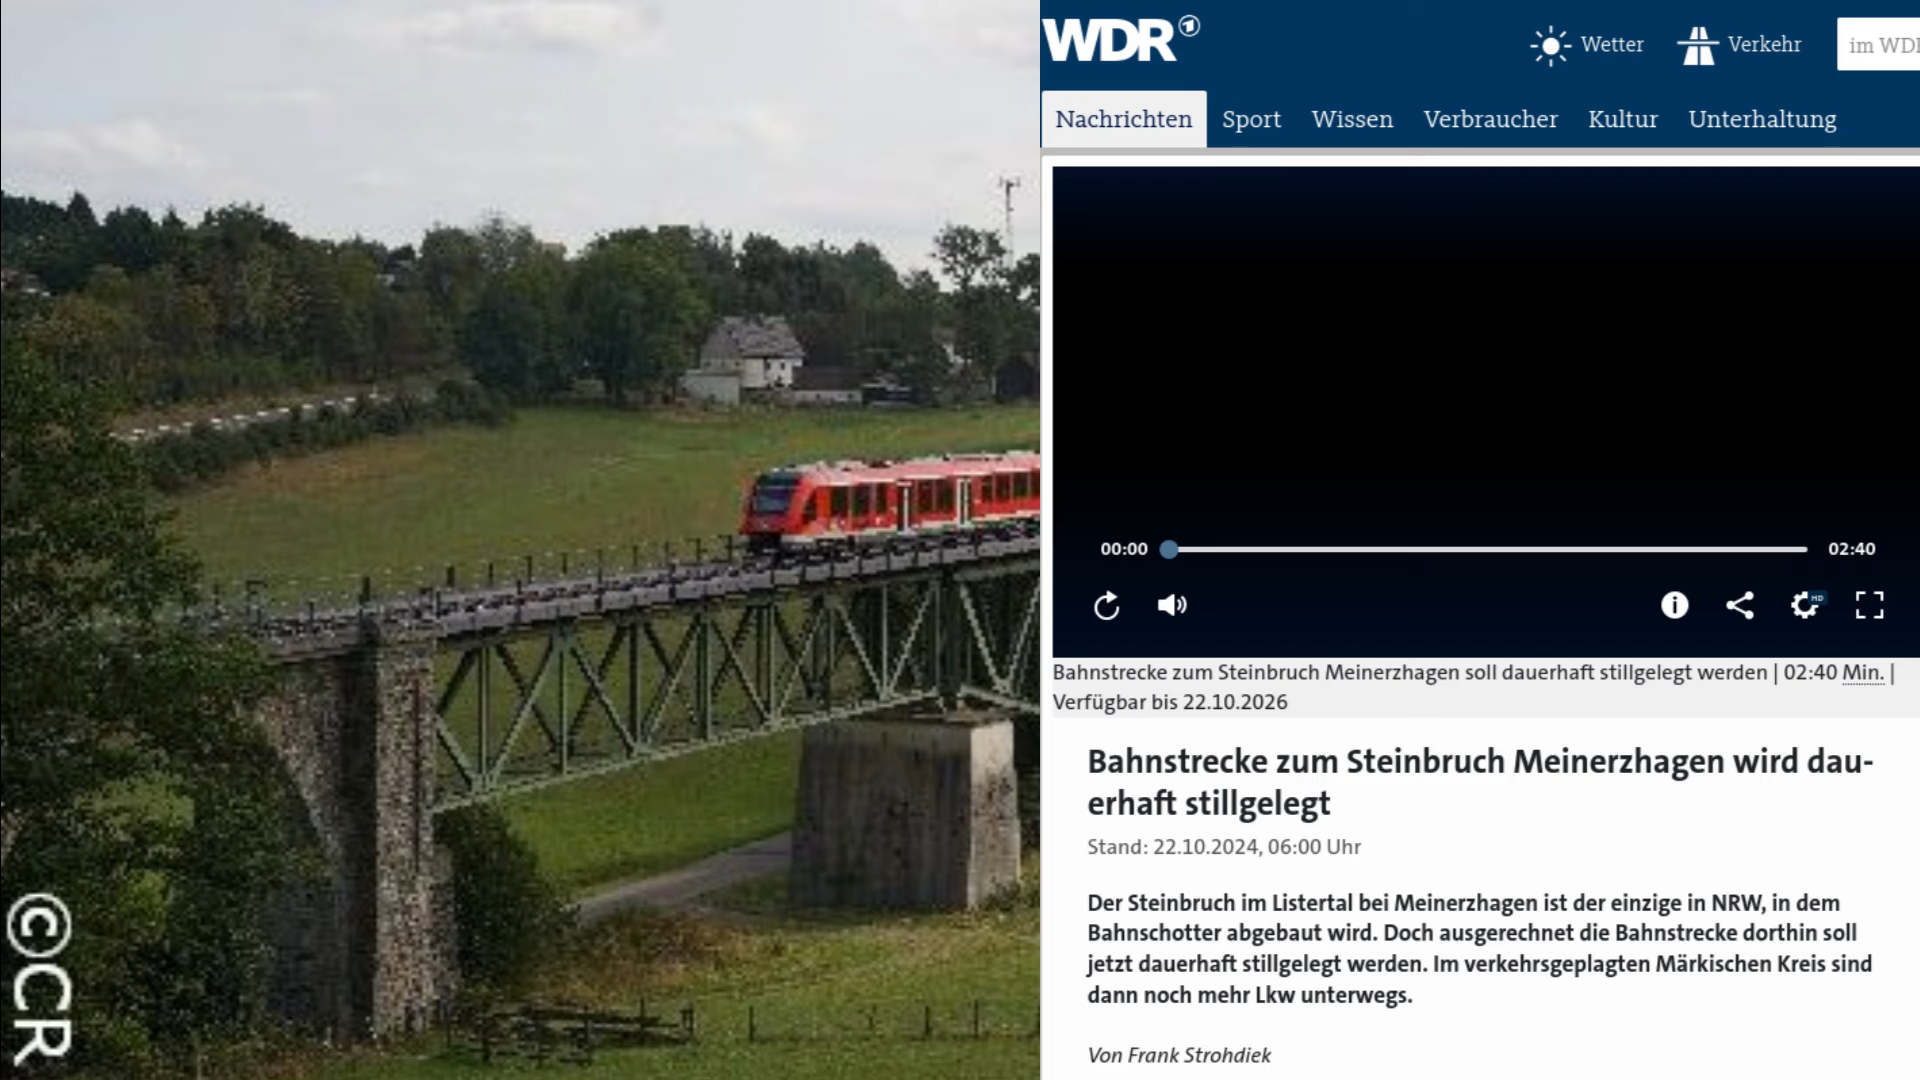 ©CR
WDR
Wetter
Verkehr
im WDR
Nachrichten
Sport
Wissen
Verbraucher
Kultur
Unterhaltung
00:00
02:40
HD
Bahnstrecke zum Steinbruch Meinerzhagen soll dauerhaft stillgelegt werden | 02:40 Min. |
Verfügbar bis 22.10.2026
Bahnstrecke zum Steinbruch Meinerzhagen wird dau-
erhaft stillgelegt
Stand: 22.10.2024, 06:00 Uhr
Der Steinbruch im Listertal bei Meinerzhagen ist der einzige in NRW, in dem
Bahnschotter abgebaut wird. Doch ausgerechnet die Bahnstrecke dorthin soll
jetzt dauerhaft stillgelegt werden. Im verkehrsgeplagten Märkischen Kreis sind
dann noch mehr Lkw unterwegs.
Von Frank Strohdiek